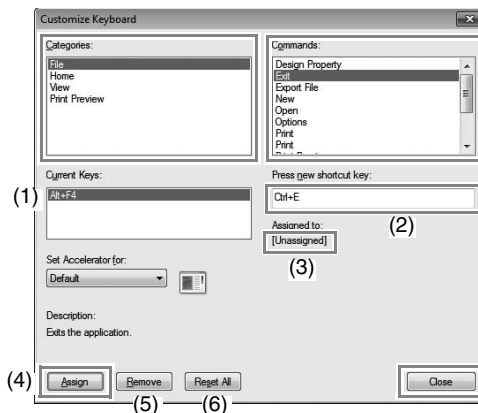 Customize Keyboard
Categories:
Commands:
File
Home
View
Print Preview
Design Property
Exit
Export File
New
Open
Options
Print
Print
Current Keys:
Press new shortcut key:
(1)
Alt+F4
Ctrl+E
(2)
Assigned to:
[Unassigned]
(3)
Set Accelerator for:
Default
Description:
Exits the application.
(4)
Assign
Remove
Reset All
Close
(5)
(6)